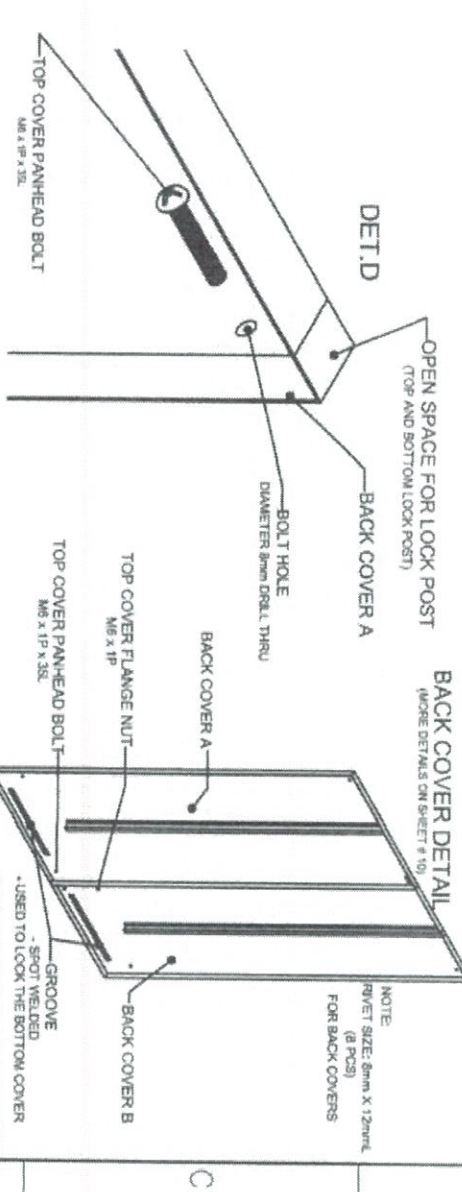 DET.D
OPEN SPACE FOR LOCK POST
(TOP AND BOTTOM LOCK POST)
BACK COVER A
BOLT HOLE
DIAMETER 8mm DRILL THRU
TOP COVER PANHEAD BOLT
M6 x 1P x 35L
BACK COVER DETAIL
(MORE DETAILS ON SHEET # 10)
NOTE:
RIVET SIZE: 8mm X 12mmL
(8 PCS)
FOR BACK COVERS
BACK COVER A
TOP COVER FLANGE NUT
M6 x 1P
TOP COVER PANHEAD BOLT
M6 x 1P x 35L
BACK COVER B
GROOVE
- SPOT WELDED
- USED TO LOCK THE BOTTOM COVER
C